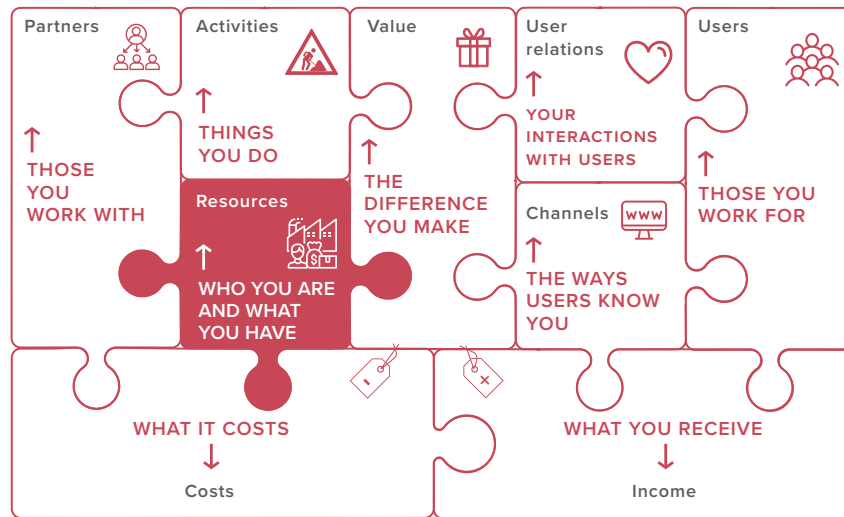 Partners
THOSE
YOU
WORK WITH
Activities
THINGS
YOU DO
Resources
$
WHO YOU ARE
AND WHAT
YOU HAVE
Value
THE
DIFFERENCE
YOU MAKE
User
relations
YOUR
INTERACTIONS
WITH USERS
Channels
WWW
THE WAYS
USERS KNOW
YOU
Users
THOSE YOU
WORK FOR
-
+
WHAT IT COSTS
Costs
WHAT YOU RECEIVE
Income